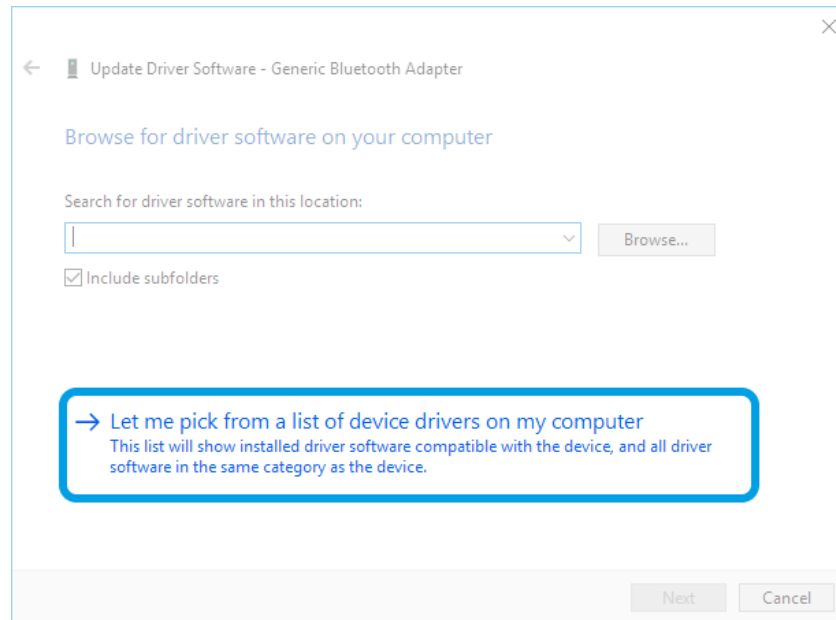 Update Driver Software - Generic Bluetooth Adapter
Browse for driver software on your computer
Search for driver software in this location:
Browse...
Include subfolders
Let me pick from a list of device drivers on my computer
This list will show installed driver software compatible with the device, and all driver
software in the same category as the device.
Next
Cancel